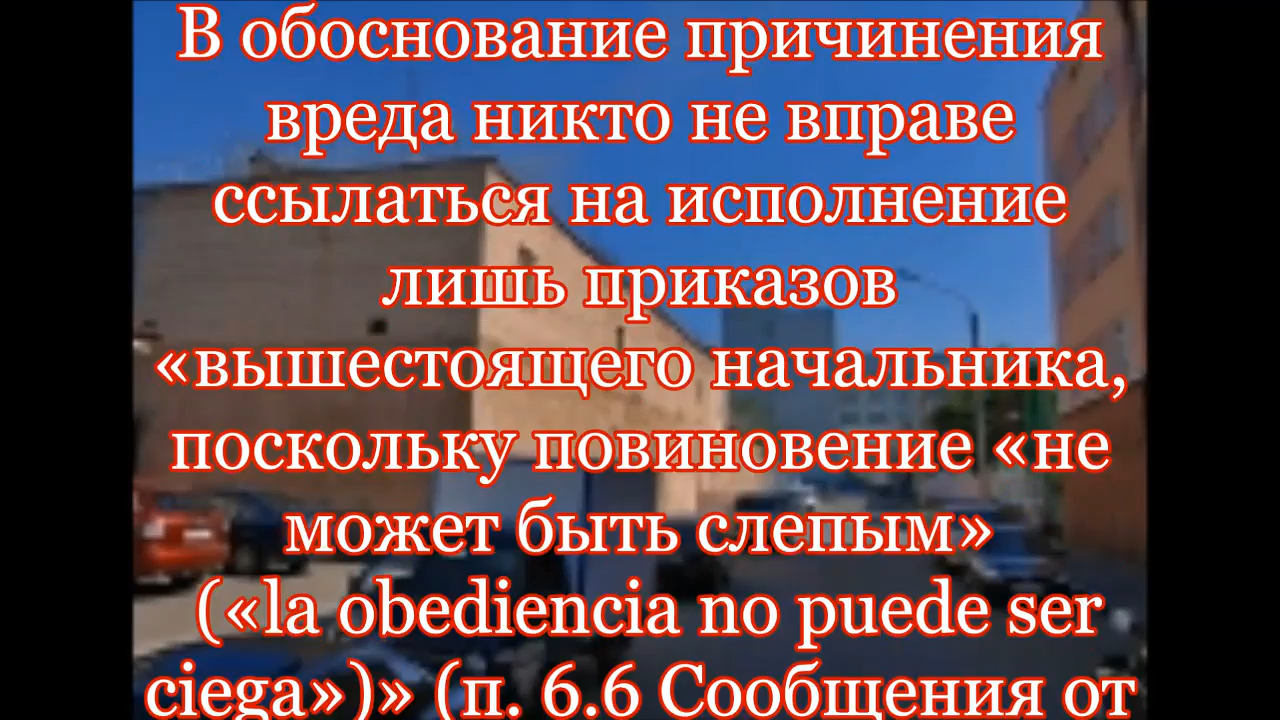 В обоснование причинения
вреда никто не вправе
ссылаться на исполнение
лишь приказов
«вышестоящего начальника,
поскольку повиновение «не
может быть слепым»
(«la obediencia no puede ser
ciega»)» (п. 6.6 Сообщения от